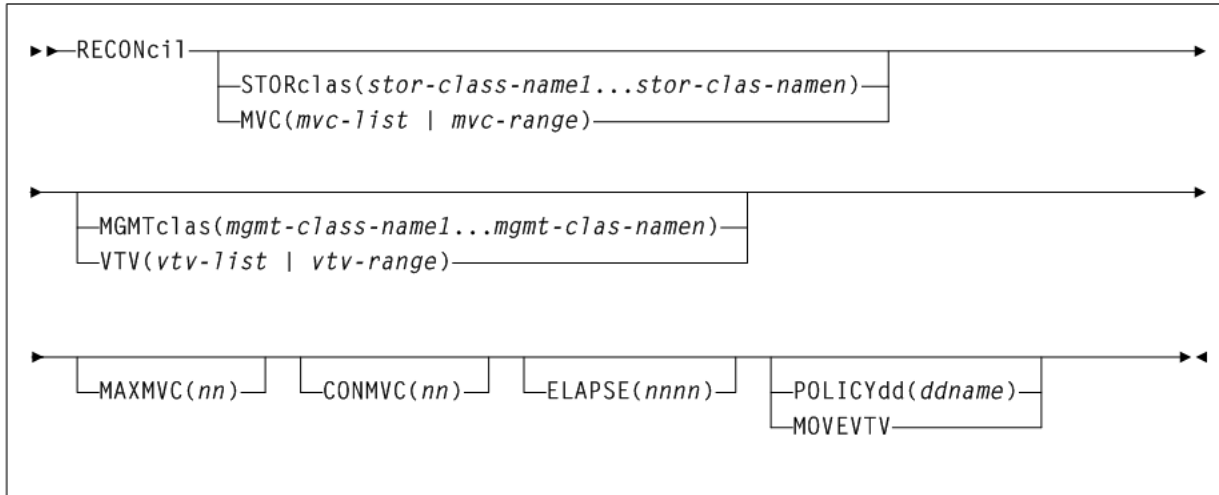 RECONcil
STORclas(stor-class-name1...stor-clas-namen)
MVC(mvc-list | mvc-range)
MGMTclas(mgmt-class-name1...mgmt-clas-namen)
VTV(vtv-list | vtv-range)
MAXMVC(nn) CONMVC(nn) ELAPSE(nnnn) POLICYdd(ddname)
MOVEVTV